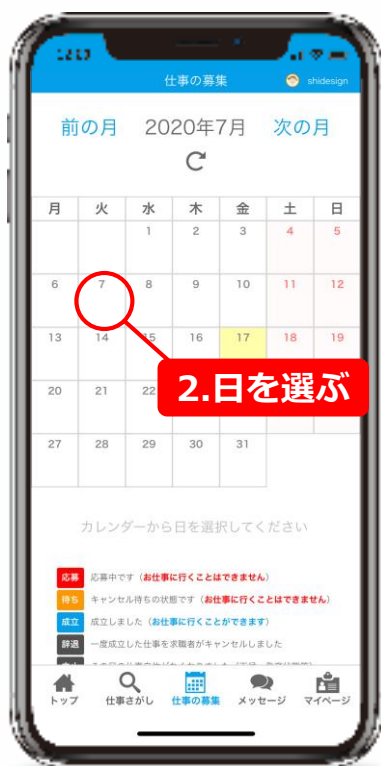 仕事の募集
shidesign
前の月 2020年7月 次の月
月 火 水 木 金 土 日
1 2 3 4 5
6 7 8 9 10 11 12
13 14 15 16 17 18 19
20 21 22
2.日を選ぶ
27 28 29 30 31
カレンダーから日を選択してください
応募 応募中です（お仕事に行くことはできません）
待ち キャンセル待ちの状態です（お仕事に行くことはできません）
成立 成立しました（お仕事に行くことができます）
辞退 一度成立した仕事を求職者がキャンセルしました
トップ 仕事さがし 仕事の募集 メッセージ マイページ